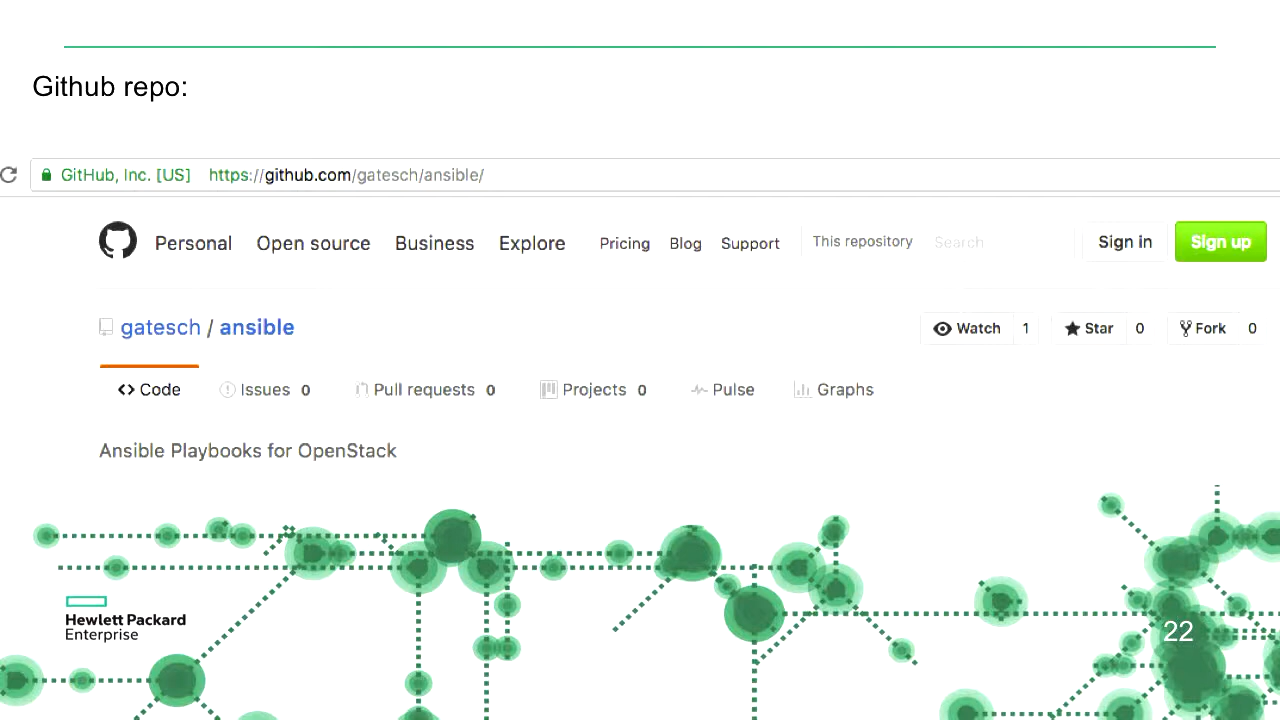 Github repo:
GitHub, Inc. [US] https://github.com/gatesch/ansible/
Personal Open source Business Explore Pricing Blog Support This repository Search Sign in Sign up
gatesch / ansible Watch 1 Star 0 Fork 0
Code Issues 0 Pull requests 0 Projects 0 Pulse Graphs
Ansible Playbooks for OpenStack
Hewlett Packard
Enterprise
22